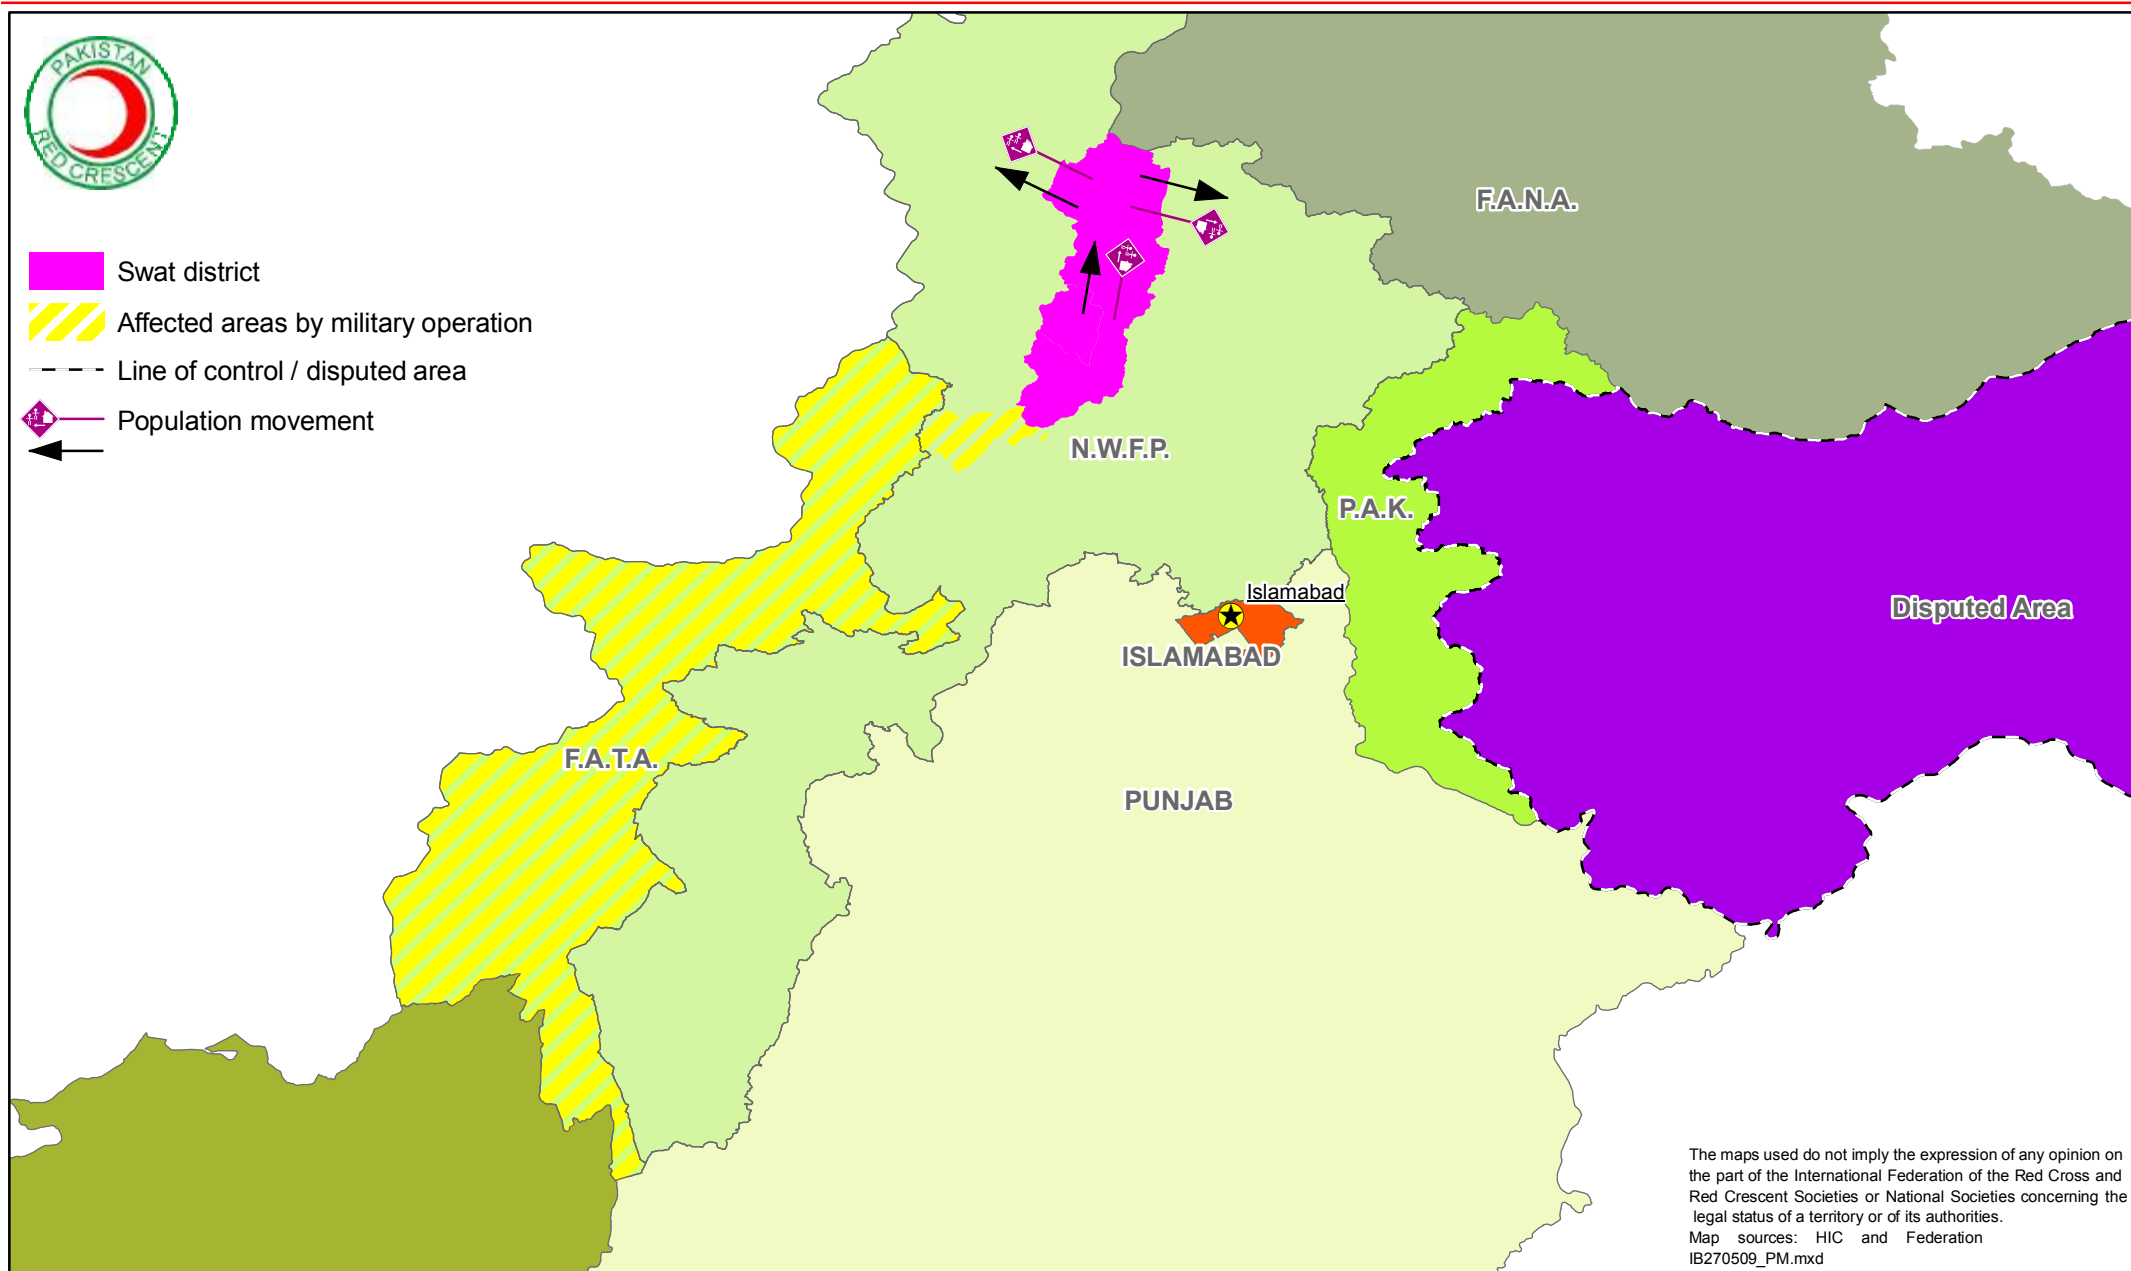 PAKISTAN
RED CRESCENT
Swat district
Affected areas by military operation
Line of control / disputed area
Population movement
F.A.N.A.
N.W.F.P.
P.A.K.
Islamabad
Disputed Area
ISLAMABAD
F.A.T.A.
PUNJAB
The maps used do not imply the expression of any opinion on
the part of the International Federation of the Red Cross and
Red Crescent Societies or National Societies concerning the
legal status of a territory or of its authorities.
Map sources: HIC and Federation
IB270509_PM.mxd